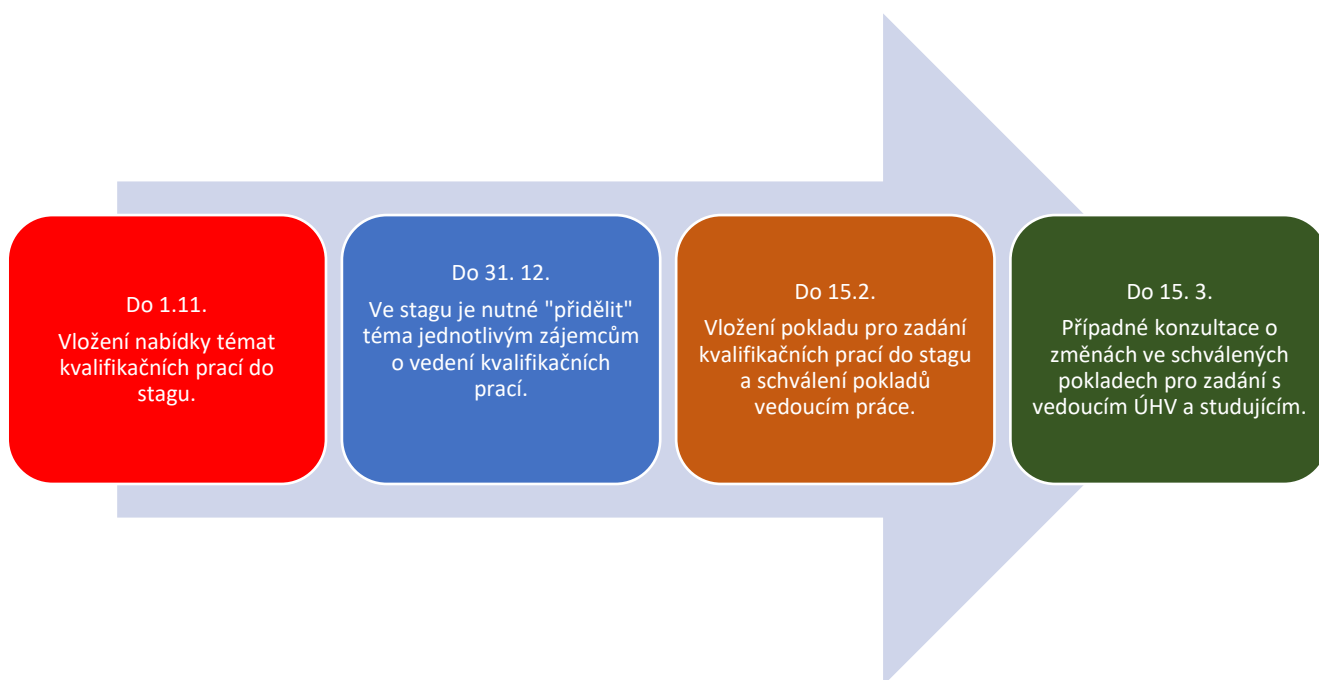 Do 1.11.
Vložení nabídky témat
kvalifikačních prací do
stagu.
Do 31. 12.
Ve stagu je nutné "přidělit"
téma jednotlivým zájemcům
o vedení kvalifikačních
prací.
Do 15.2.
Vložení pokladu pro zadání
kvalifikačních prací do stagu
a schválení pokladů
vedoucím práce.
Do 15. 3.
Případné konzultace o
změnách ve schválených
pokladech pro zadání s
vedoucím ÚHV a studujícím.